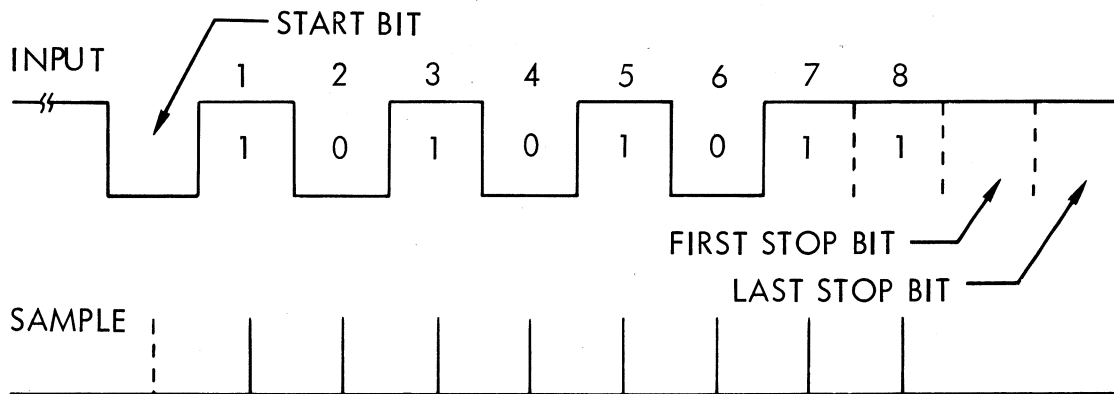 START BIT
INPUT
1 2 3 4 5 6 7 8
1 0 1 0 1 0 1 1
FIRST STOP BIT
LAST STOP BIT
SAMPLE